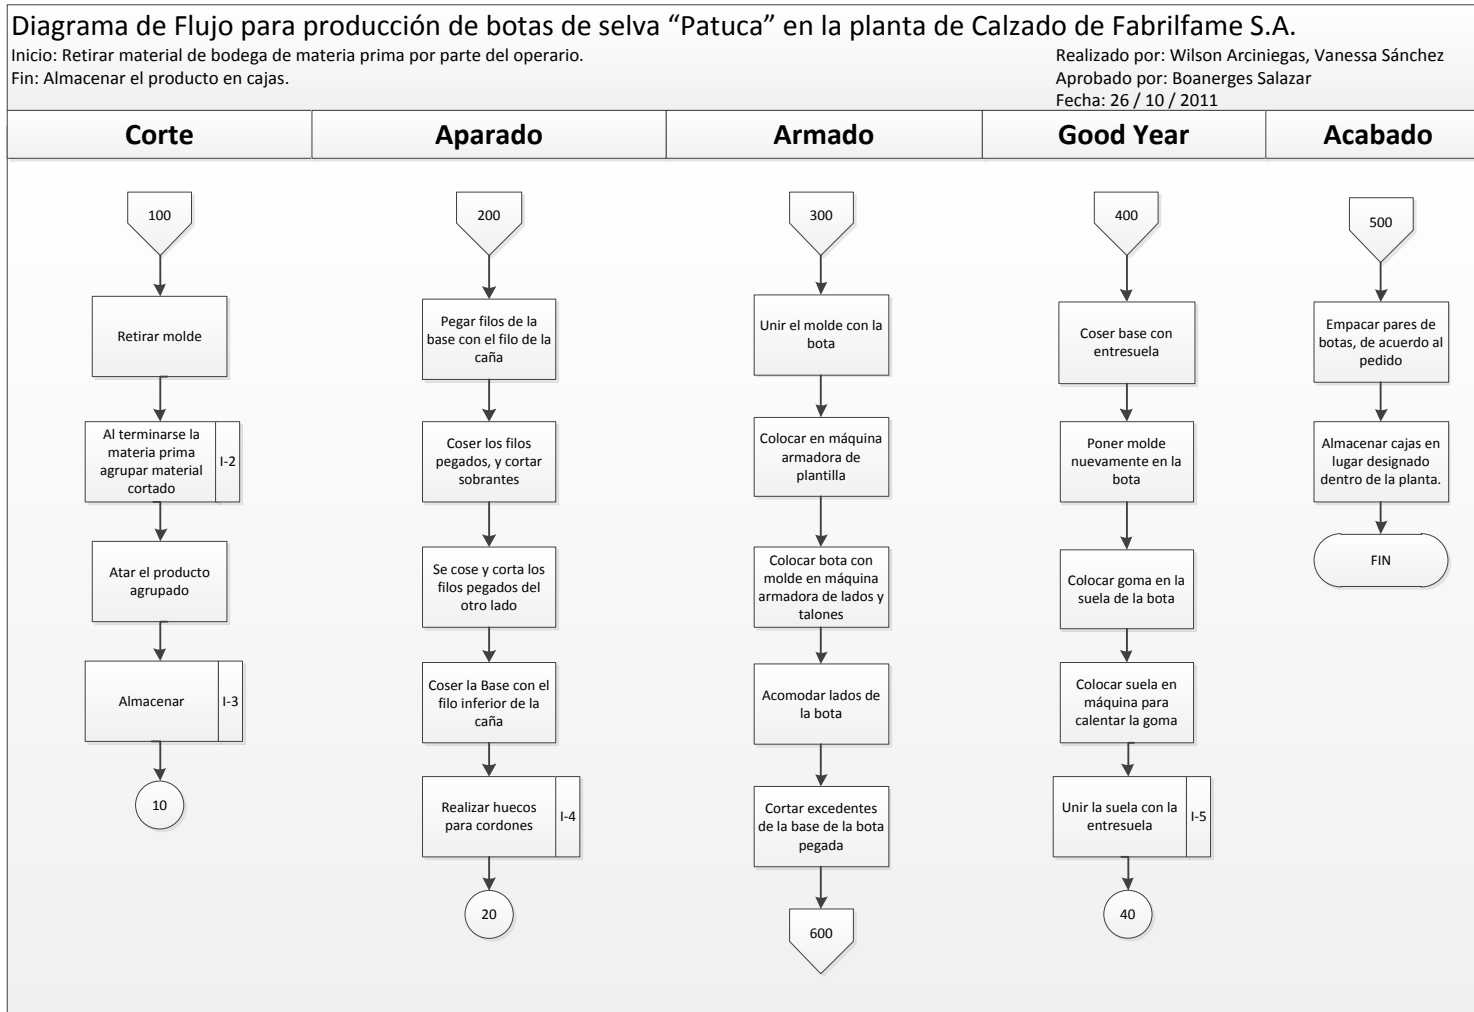 Diagrama de Flujo para producción de botas de selva “Patuca” en la planta de Calzado de Fabrilfame S.A.
Inicio: Retirar material de bodega de materia prima por parte del operario.
Fin: Almacenar el producto en cajas.
Realizado por: Wilson Arciniegas, Vanessa Sánchez
Aprobado por: Boanerges Salazar
Fecha: 26 / 10 / 2011
Corte
Aparado
Armado
Good Year
Acabado
100
Retirar molde
Al terminarse la
materia prima
agrupar material
cortado
I-2
Atar el producto
agrupado
Almacenar
I-3
10
200
Pegar filos de la
base con el filo de la
caña
Coser los filos
pegados, y cortar
sobrantes
Se cose y corta los
filos pegados del
otro lado
Coser la Base con el
filo inferior de la
caña
Realizar huecos
para cordones
I-4
20
300
Unir el molde con la
bota
Colocar en máquina
armadora de
plantilla
Colocar bota con
molde en máquina
armadora de lados y
talones
Acomodar lados de
la bota
Cortar excedentes
de la base de la bota
pegada
600
400
Coser base con
entresuela
Poner molde
nuevamente en la
bota
Colocar goma en la
suela de la bota
Colocar suela en
máquina para
calentar la goma
Unir la suela con la
entresuela
I-5
40
500
Empacar pares de
botas, de acuerdo al
pedido
Almacenar cajas en
lugar designado
dentro de la planta.
FIN